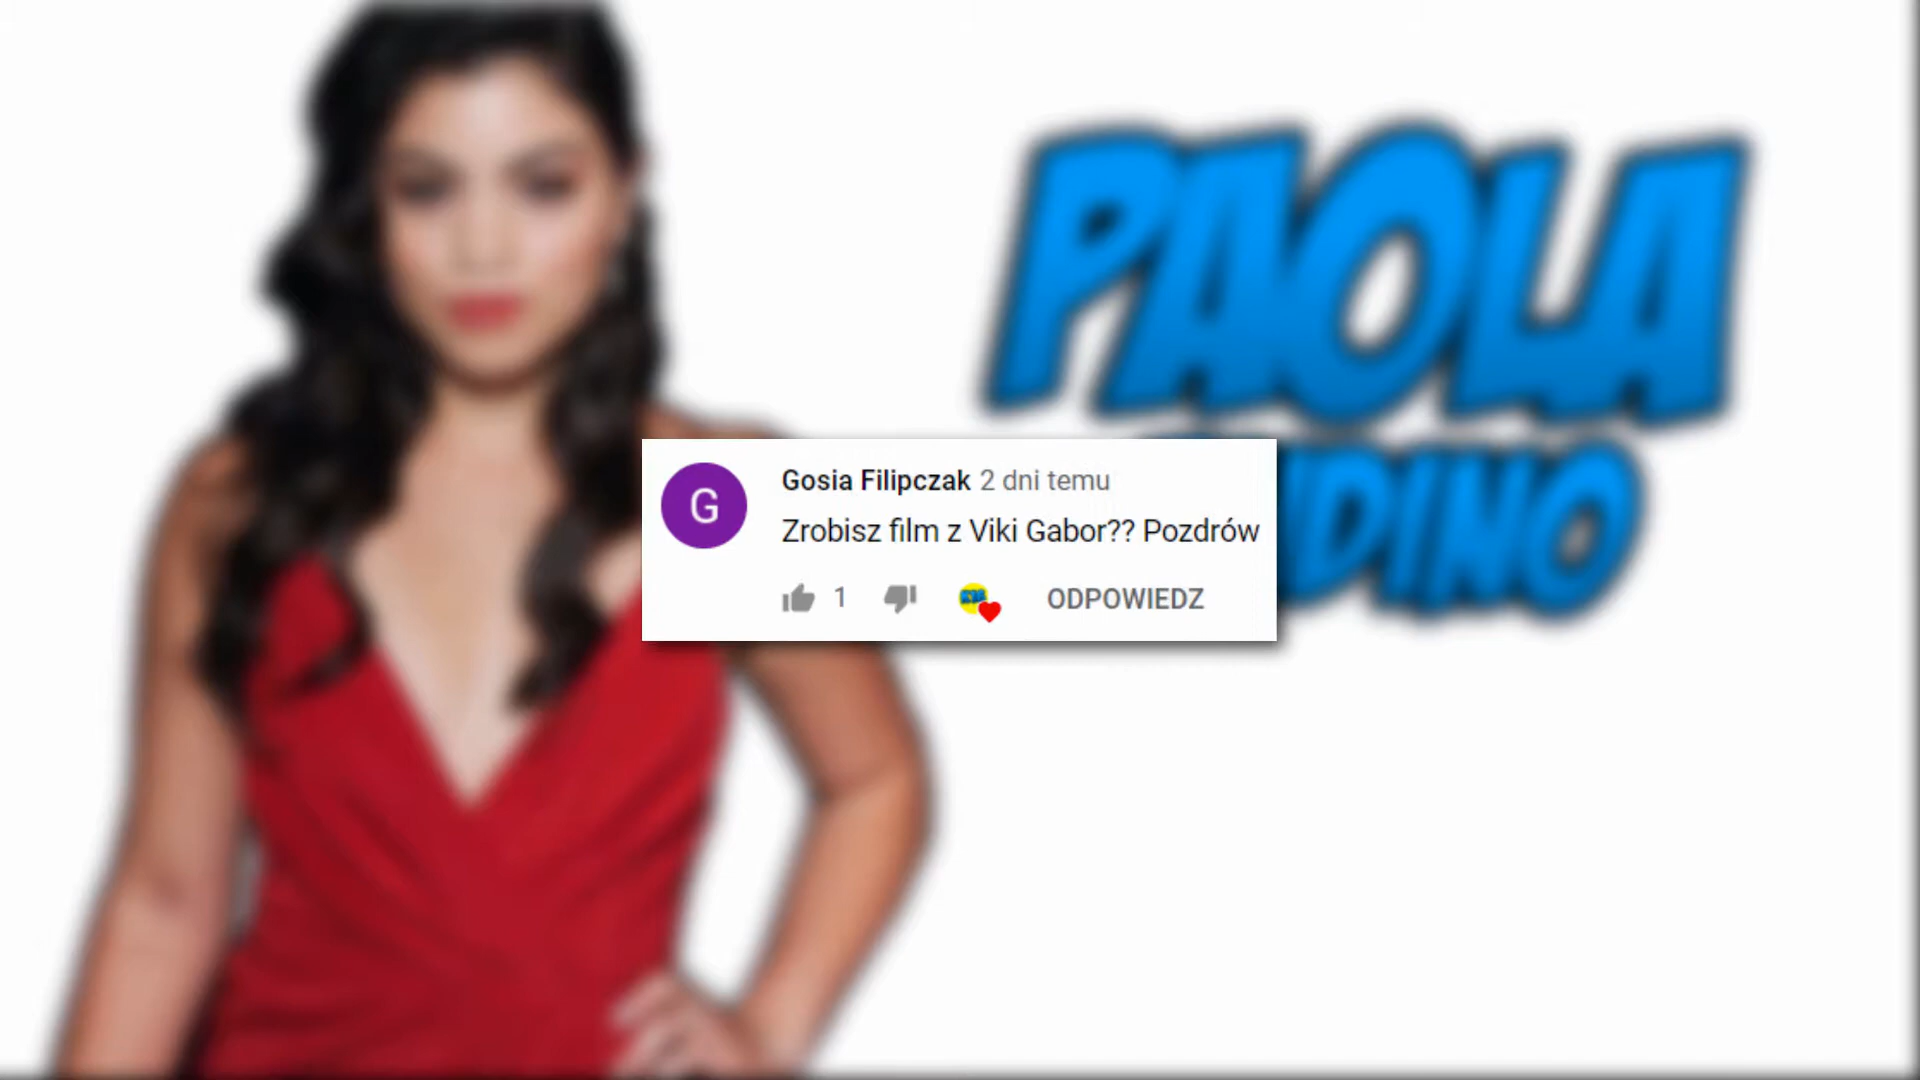 PAOLA
Gosia Filipczak 2 dni temu
Zrobisz film z Viki Gabor?? Pozdrów
G
1
ODPOWIEDZ